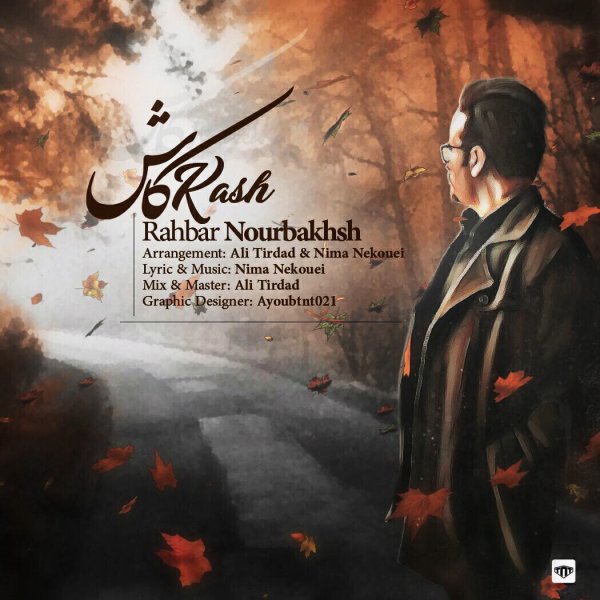 کاش Kash
Rahbar Nourbakhsh
Arrangement: Ali Tirdad & Nima Nekouei
Lyric & Music: Nima Nekouei
Mix & Master: Ali Tirdad
Graphic Designer: Ayoubtnt021